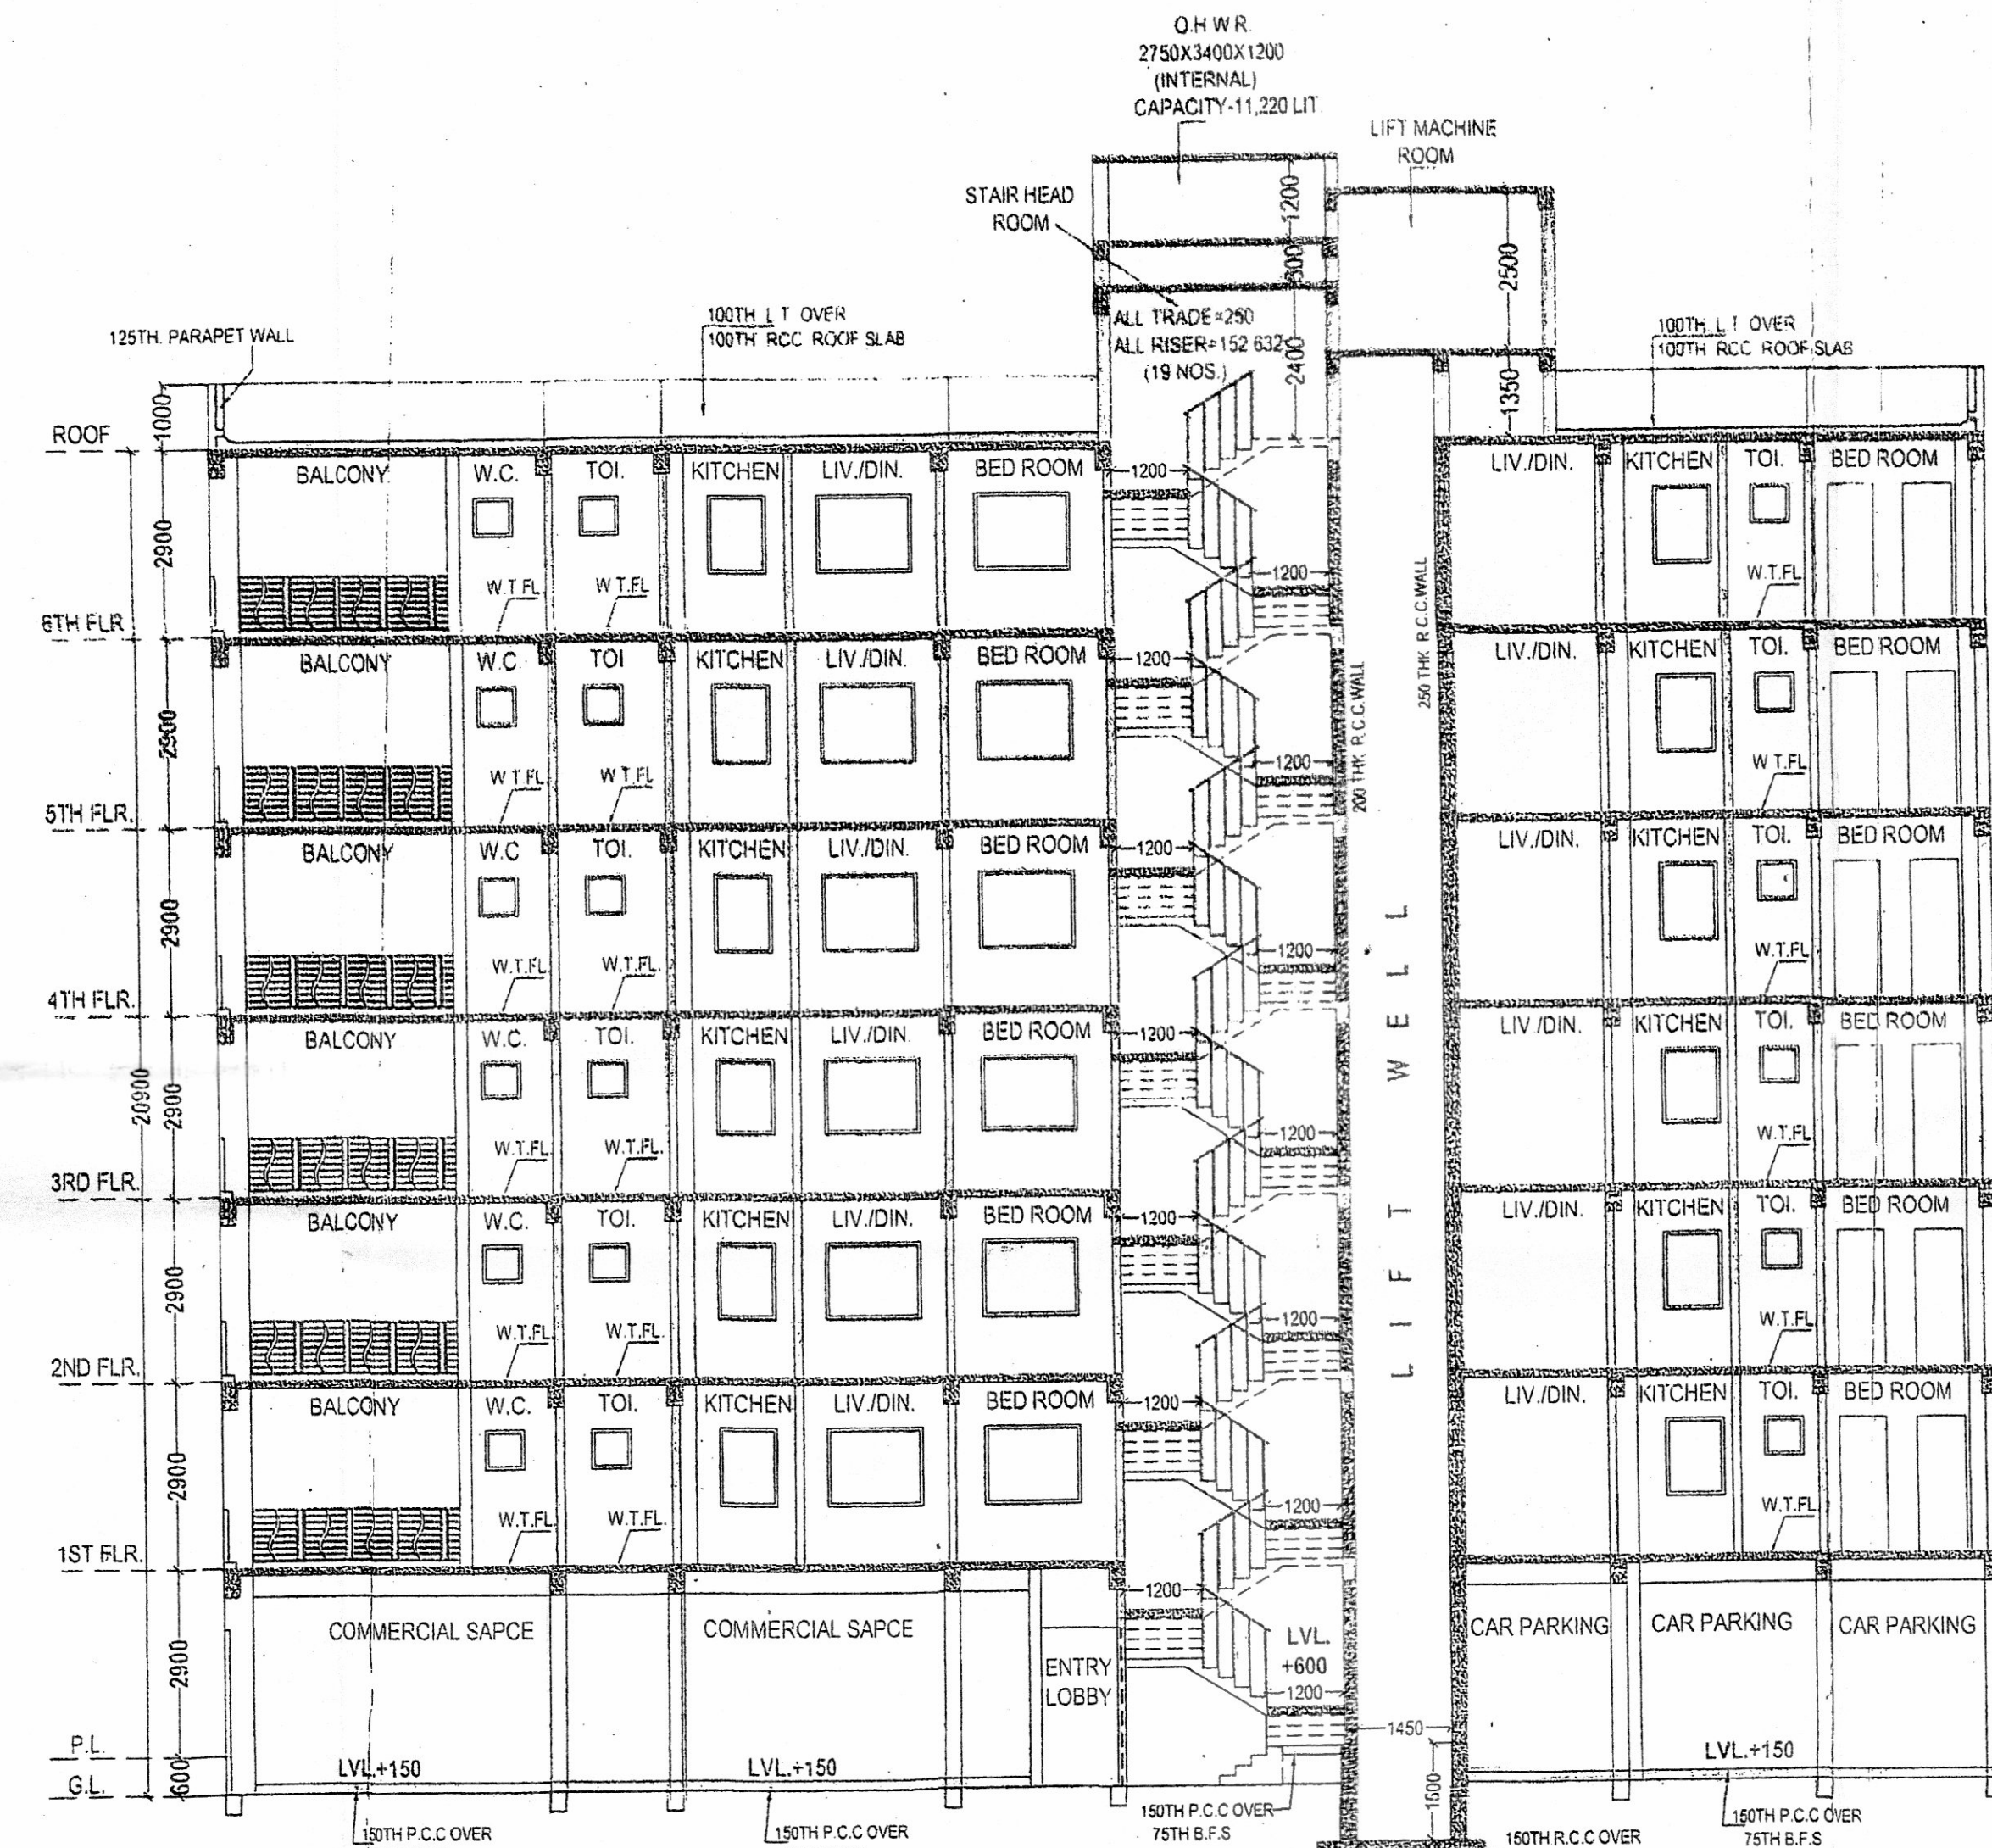 O.H.W.R.
2750X3400X1200
(INTERNAL)
CAPACITY-11,220 LIT.
LIFT MACHINE
ROOM
STAIR HEAD
ROOM
1200
600
2500
ALL TRADE=250
ALL RISER=152.632
(19 NOS.)
2400
1350
125TH. PARAPET WALL
100TH L.T OVER
100TH RCC ROOF SLAB
100TH. L.T OVER
100TH RCC ROOF SLAB
1000
ROOF
BALCONY W.C. TOI. KITCHEN LIV./DIN. BED ROOM 1200 LIV./DIN. KITCHEN TOI. BED ROOM
2900
W.T.FL W.T.FL 1200 W.T.FL
6TH FLR
BALCONY W.C TOI KITCHEN LIV./DIN. BED ROOM 1200 LIV./DIN. KITCHEN TOI. BED ROOM
2900
W.T.FL W.T.FL 1200 W.T.FL
250 THK R.C.C.WALL
200 THK R.C.C.WALL
5TH FLR.
BALCONY W.C TOI. KITCHEN LIV./DIN. BED ROOM 1200 LIV./DIN. KITCHEN TOI. BED ROOM
2900
W.T.FL W.T.FL. 1200 W.T.FL
4TH FLR.
BALCONY W.C. TOI. KITCHEN LIV./DIN. BED ROOM 1200 LIV./DIN. KITCHEN TOI. BED ROOM
20900
2900
W.T.FL W.T.FL. 1200 W.T.FL
LIFT WELL
3RD FLR.
BALCONY W.C. TOI. KITCHEN LIV./DIN. BED ROOM 1200 LIV./DIN. KITCHEN TOI. BED ROOM
2900
W.T.FL W.T.FL. 1200 W.T.FL
2ND FLR.
BALCONY W.C. TOI. KITCHEN LIV./DIN. BED ROOM 1200 LIV./DIN. KITCHEN TOI. BED ROOM
2900
W.T.FL W.T.FL. 1200 W.T.FL
1ST FLR.
1200
COMMERCIAL SAPCE COMMERCIAL SAPCE CAR PARKING CAR PARKING CAR PARKING
2900
ENTRY
LOBBY
LVL.
+600
1200
1450
P.L.
LVL.+150 LVL.+150 LVL.+150
600
G.L.
1500
150TH P.C.C OVER
150TH P.C.C OVER
150TH P.C.C OVER
75TH B.F.S
150TH R.C.C OVER
150TH P.C.C OVER
75TH B.F.S